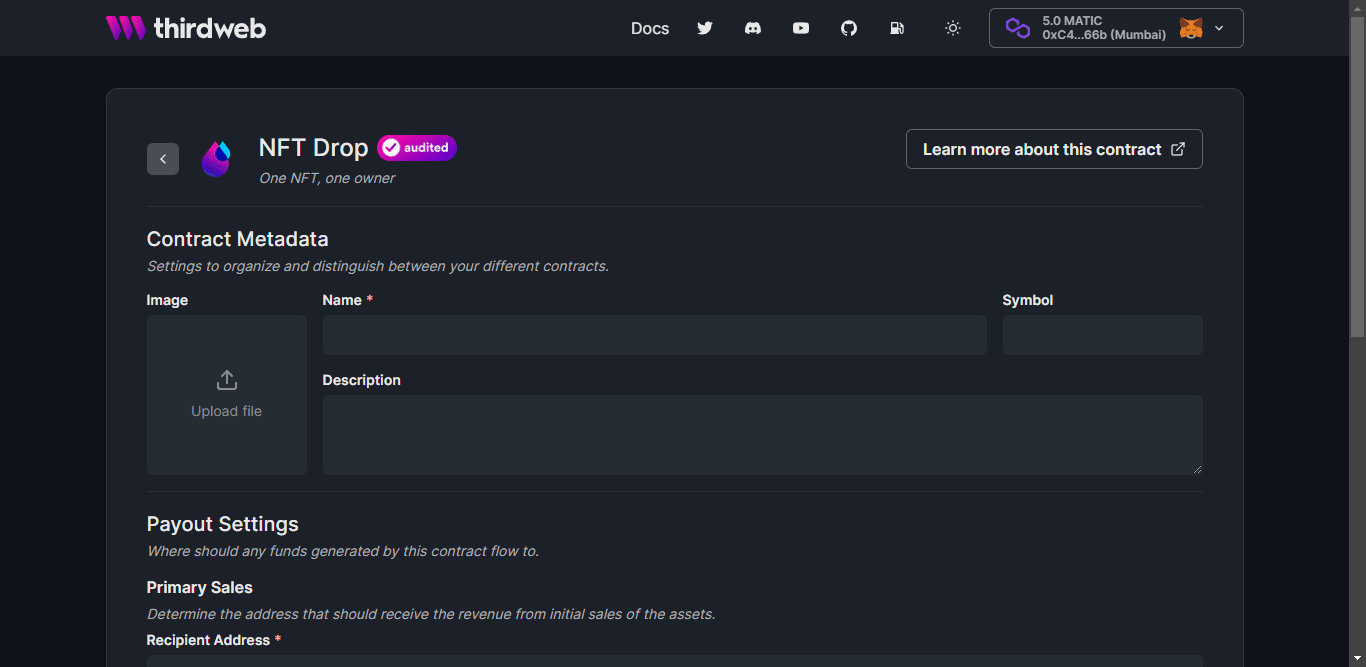 thirdweb
Docs
5.0 MATIC
0xC4...66b (Mumbai)
NFT Drop
audited
One NFT, one owner
Learn more about this contract
Contract Metadata
Settings to organize and distinguish between your different contracts.
Image
Name *
Symbol
Upload file
Description
Payout Settings
Where should any funds generated by this contract flow to.
Primary Sales
Determine the address that should receive the revenue from initial sales of the assets.
Recipient Address *